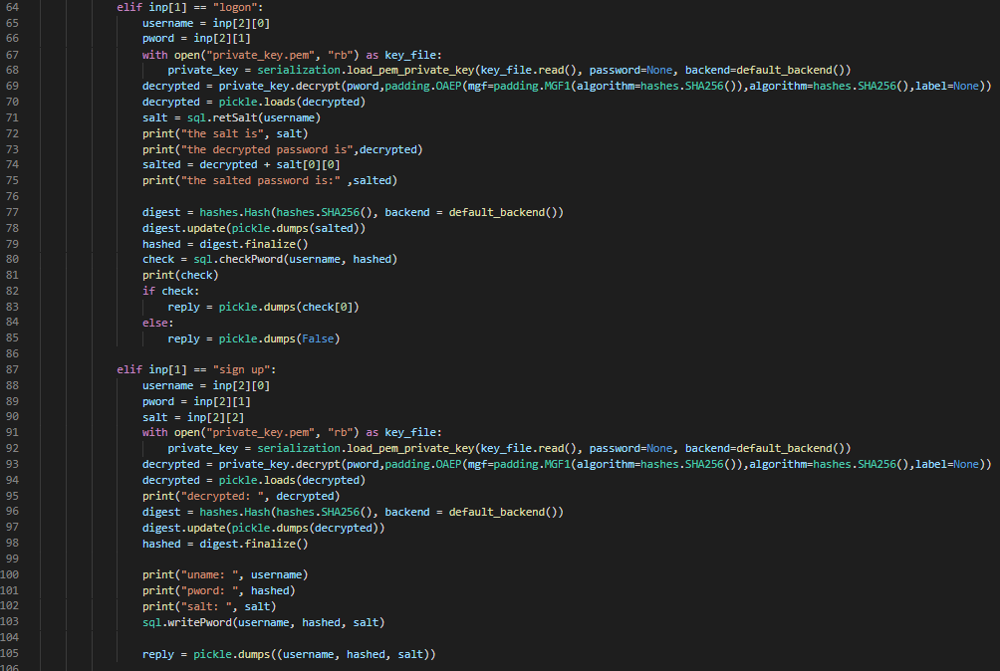 64 elif inp[1] == "logon":
65 username = inp[2][0]
66 pword = inp[2][1]
67 with open("private_key.pem", "rb") as key_file:
68 private_key = serialization.load_pem_private_key(key_file.read(), password=None, backend=default_backend())
69 decrypted = private_key.decrypt(pword,padding.OAEP(mgf=padding.MGF1(algorithm=hashes.SHA256()),algorithm=hashes.SHA256(),label=None))
70 decrypted = pickle.loads(decrypted)
71 salt = sql.retSalt(username)
72 print("the salt is", salt)
73 print("the decrypted password is",decrypted)
74 salted = decrypted + salt[0][0]
75 print("the salted password is:" ,salted)
76
77 digest = hashes.Hash(hashes.SHA256(), backend = default_backend())
78 digest.update(pickle.dumps(salted))
79 hashed = digest.finalize()
80 check = sql.checkPword(username, hashed)
81 print(check)
82 if check:
83 reply = pickle.dumps(check[0])
84 else:
85 reply = pickle.dumps(False)
86
87 elif inp[1] == "sign up":
88 username = inp[2][0]
89 pword = inp[2][1]
90 salt = inp[2][2]
91 with open("private_key.pem", "rb") as key_file:
92 private_key = serialization.load_pem_private_key(key_file.read(), password=None, backend=default_backend())
93 decrypted = private_key.decrypt(pword,padding.OAEP(mgf=padding.MGF1(algorithm=hashes.SHA256()),algorithm=hashes.SHA256(),label=None))
94 decrypted = pickle.loads(decrypted)
95 print("decrypted: ", decrypted)
96 digest = hashes.Hash(hashes.SHA256(), backend = default_backend())
97 digest.update(pickle.dumps(decrypted))
98 hashed = digest.finalize()
99
100 print("uname: ", username)
101 print("pword: ", hashed)
102 print("salt: ", salt)
103 sql.writePword(username, hashed, salt)
104
105 reply = pickle.dumps((username, hashed, salt))
106